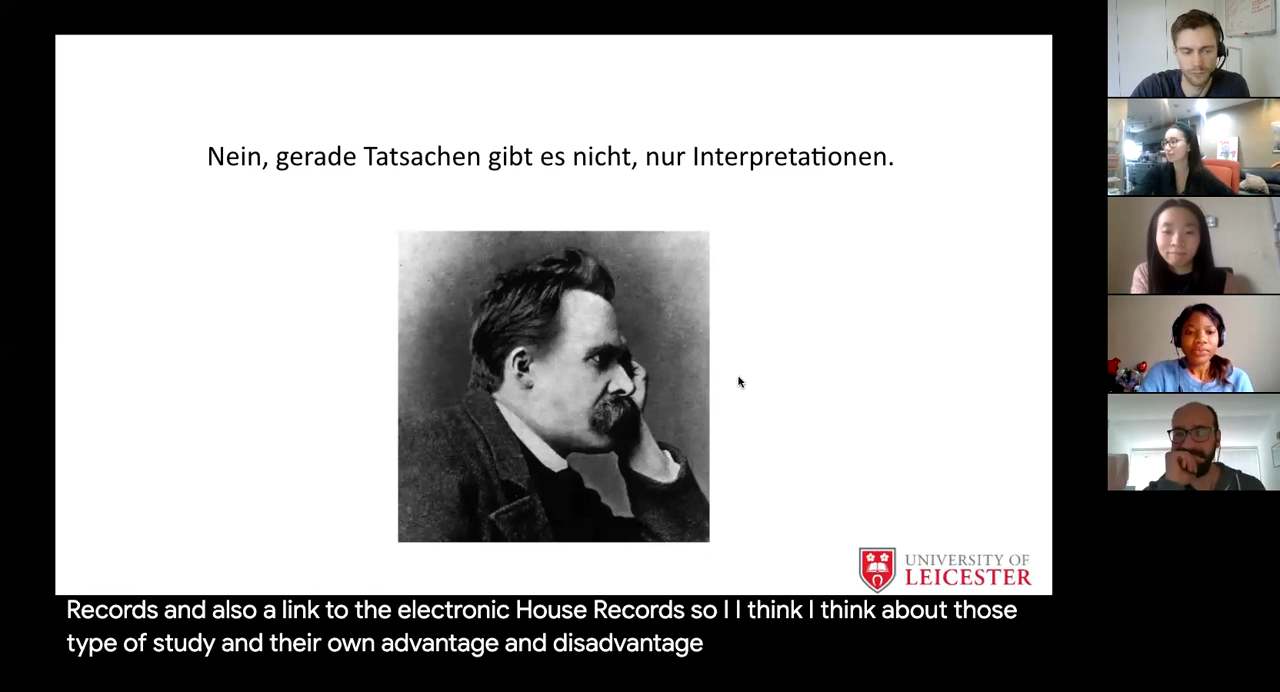 Nein, gerade Tatsachen gibt es nicht, nur Interpretationen.
UNIVERSITY OF
LEICESTER
Records and also a link to the electronic House Records so I I think I think about those
type of study and their own advantage and disadvantage